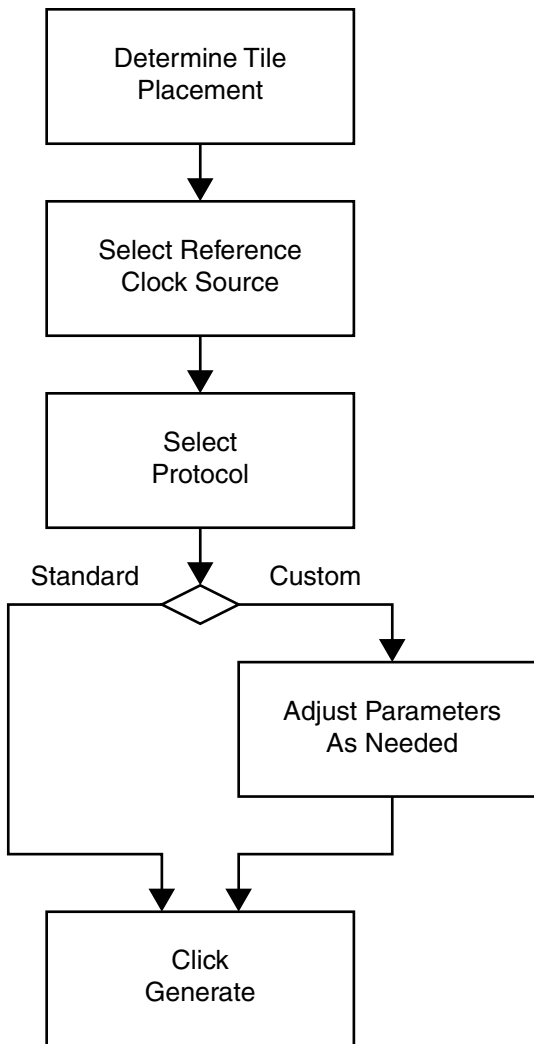 Determine Tile
Placement
Select Reference
Clock Source
Select
Protocol
Standard
Custom
Adjust Parameters
As Needed
Click
Generate